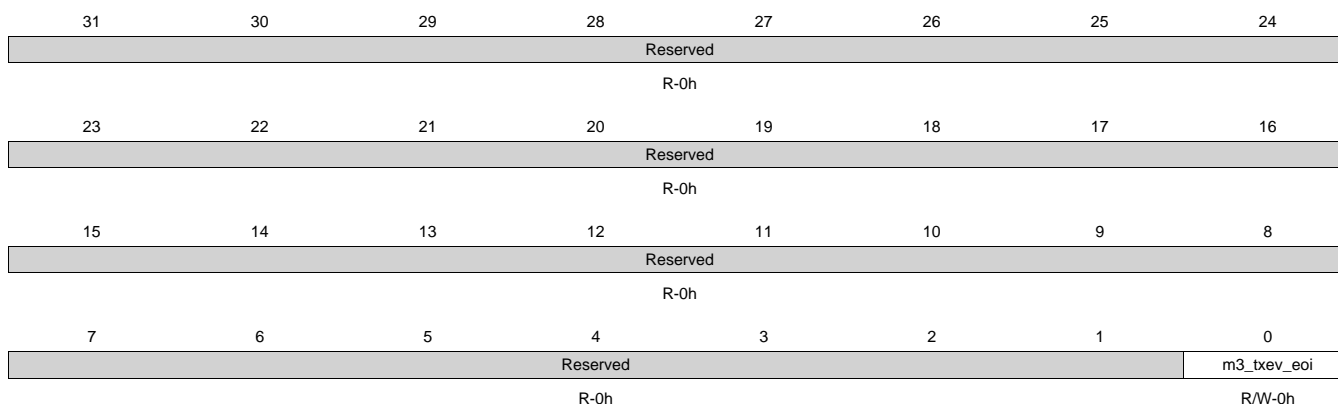 31 30 29 28 27 26 25 24
Reserved
R-0h
23 22 21 20 19 18 17 16
Reserved
R-0h
15 14 13 12 11 10 9 8
Reserved
R-0h
7 6 5 4 3 2 1 0
Reserved m3_txev_eoi
R-0h R/W-0h